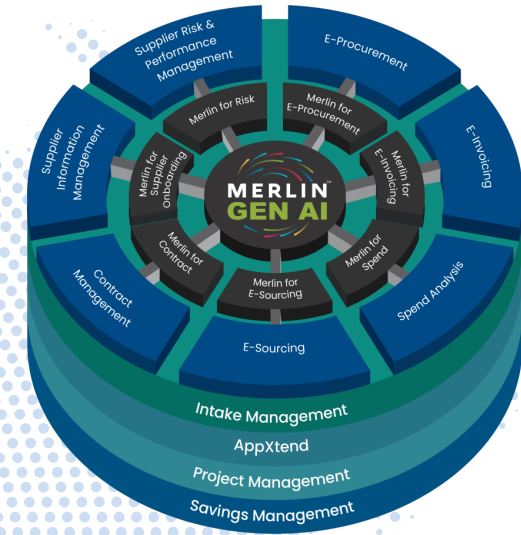 Supplier Risk &
Performance
Management
E-Procurement
E-Invoicing
Spend Analysis
E-Sourcing
Contract
Management
Supplier
Information
Management
Merlin for Risk
Merlin for
E-Procurement
Merlin for
E-Invoicing
Merlin for
Spend
Merlin for
E-Sourcing
Merlin for
Contract
Merlin for
Supplier
Onboarding
MERLIN™
GEN AI
Intake Management
AppXtend
Project Management
Savings Management